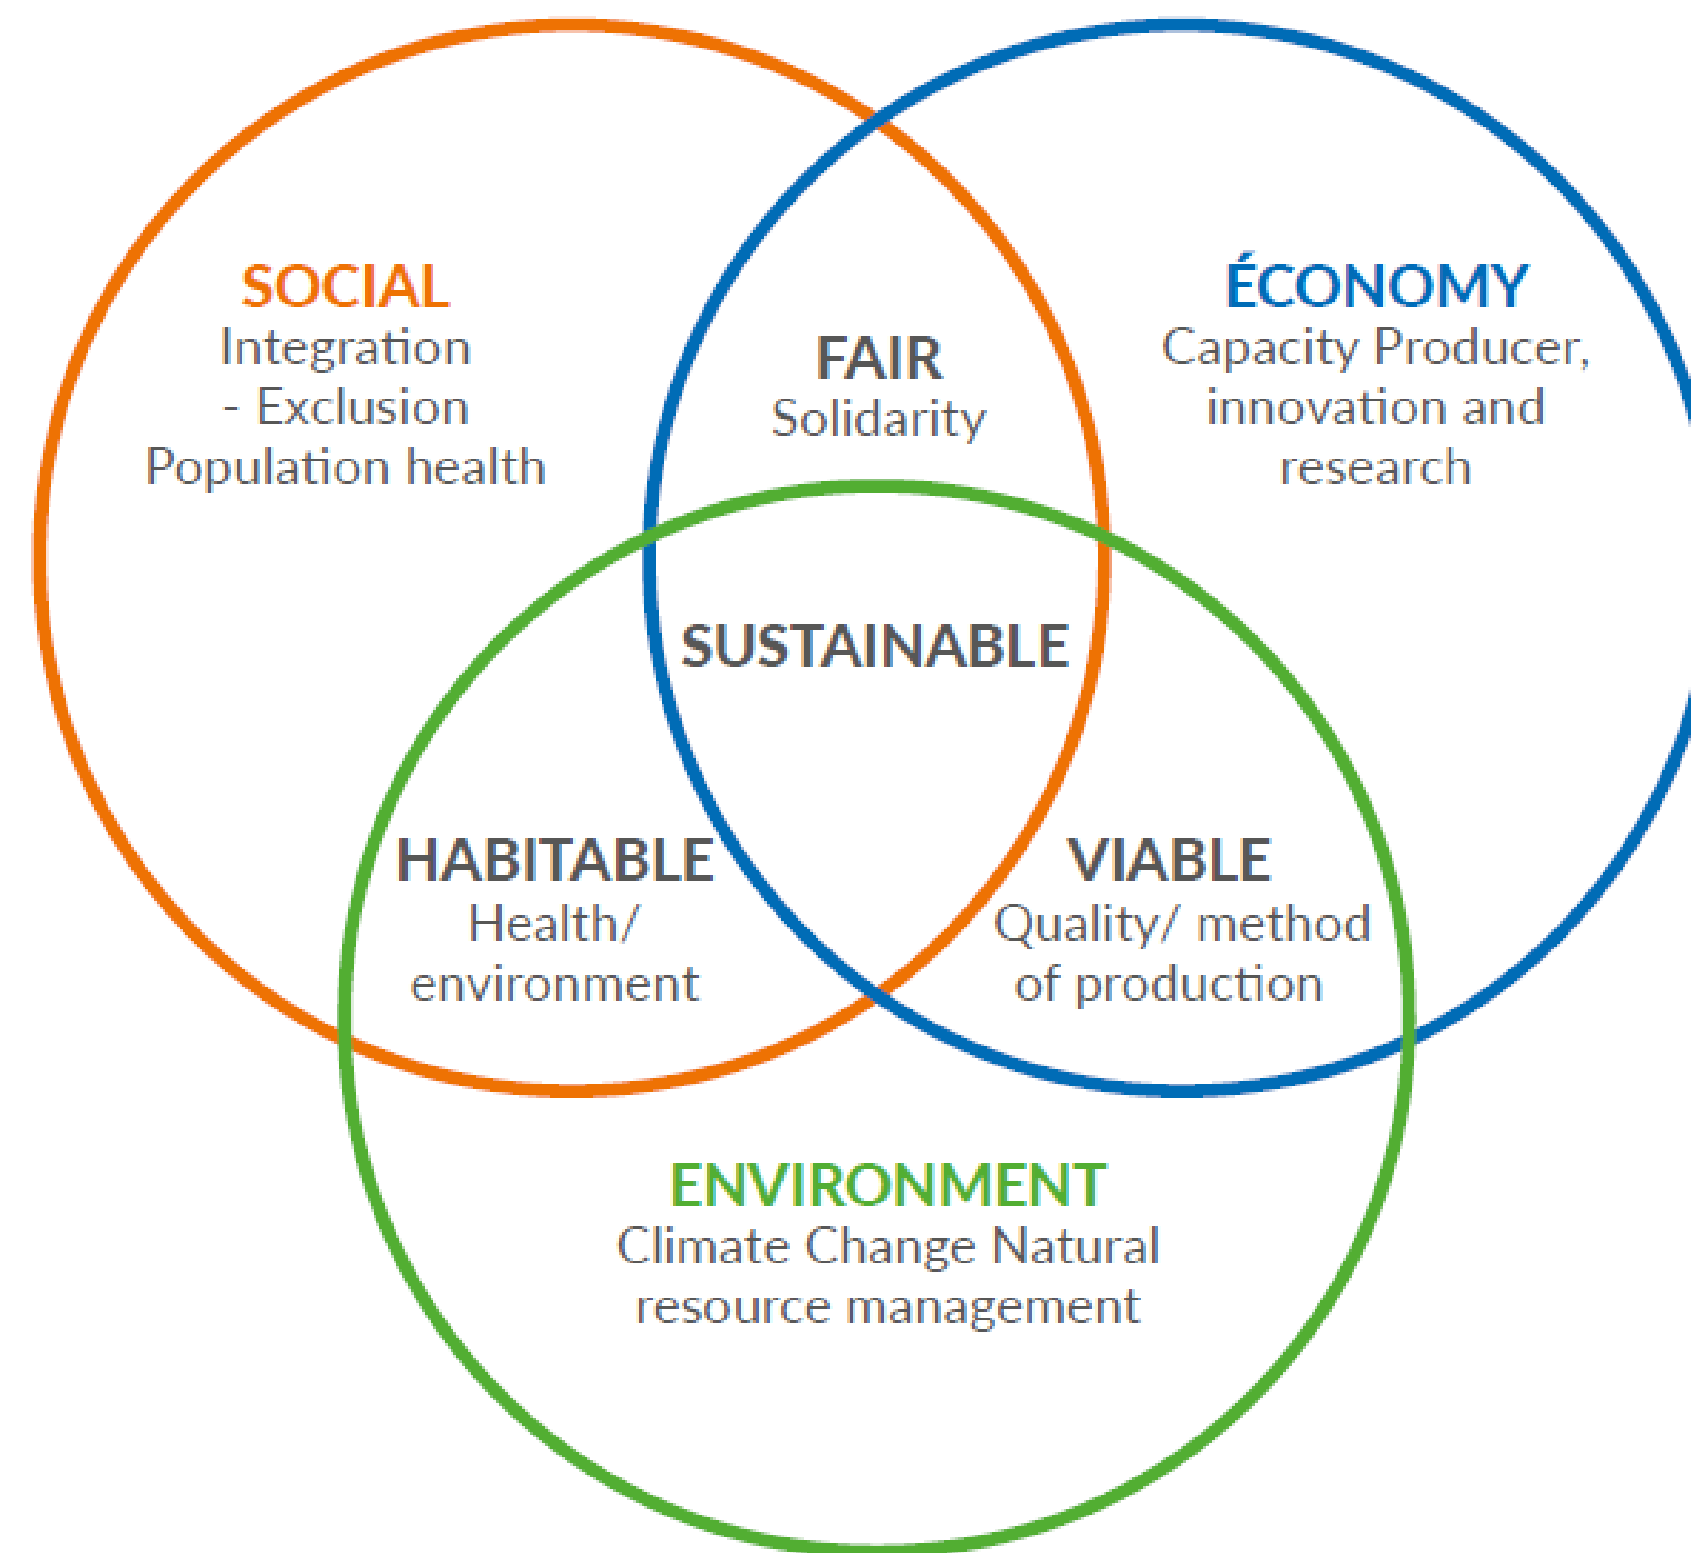 SOCIAL
Integration
- Exclusion
Population health
FAIR
Solidarity
ÉCONOMY
Capacity Producer,
innovation and
research
SUSTAINABLE
HABITABLE
Health/
environment
VIABLE
Quality/ method
of production
ENVIRONMENT
Climate Change Natural
resource management